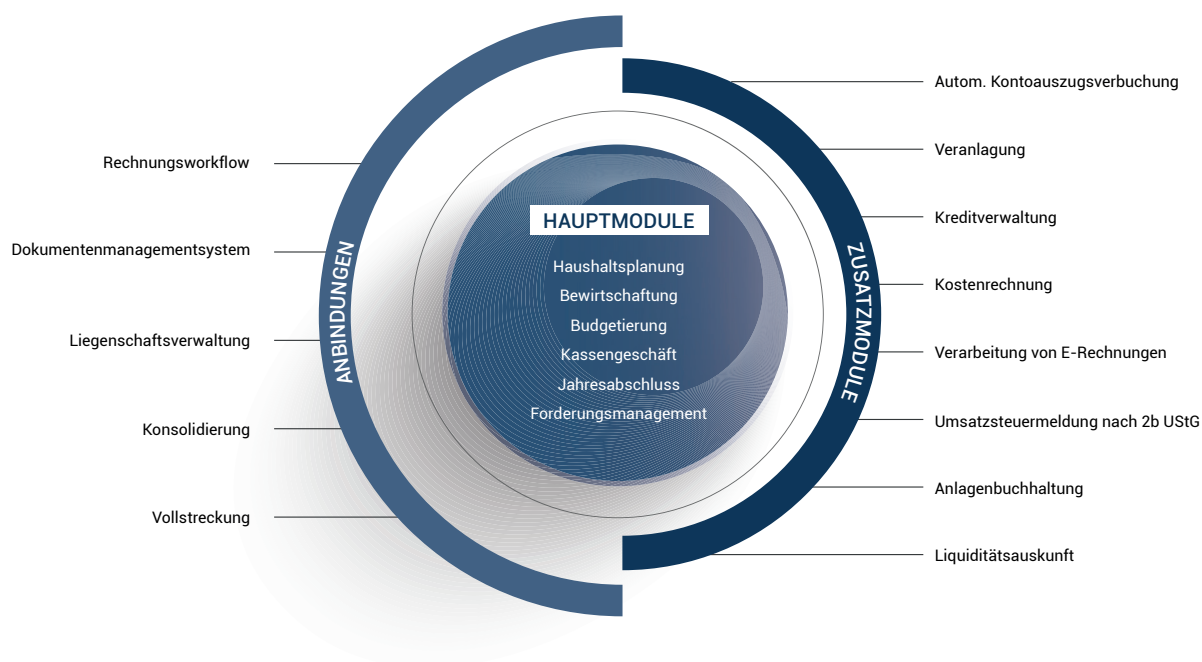 ANBINDUNGEN
Rechnungsworkflow
Dokumentenmanagementsystem
Liegenschaftsverwaltung
Konsolidierung
Vollstreckung
HAUPTMODULE
Haushaltsplanung
Bewirtschaftung
Budgetierung
Kassengeschäft
Jahresabschluss
Forderungsmanagement
ZUSATZMODULE
Autom. Kontoauszugsverbuchung
Veranlagung
Kreditverwaltung
Kostenrechnung
Verarbeitung von E-Rechnungen
Umsatzsteuermeldung nach 2b UStG
Anlagenbuchhaltung
Liquiditätsauskunft